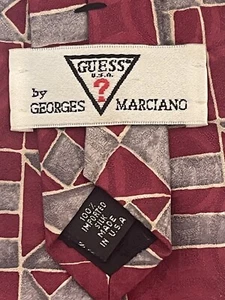 GUESS
U.S.A.
?
by
GEORGES MARCIANO
100%
IMPORTED
SILK
MADE
IN U.S.A